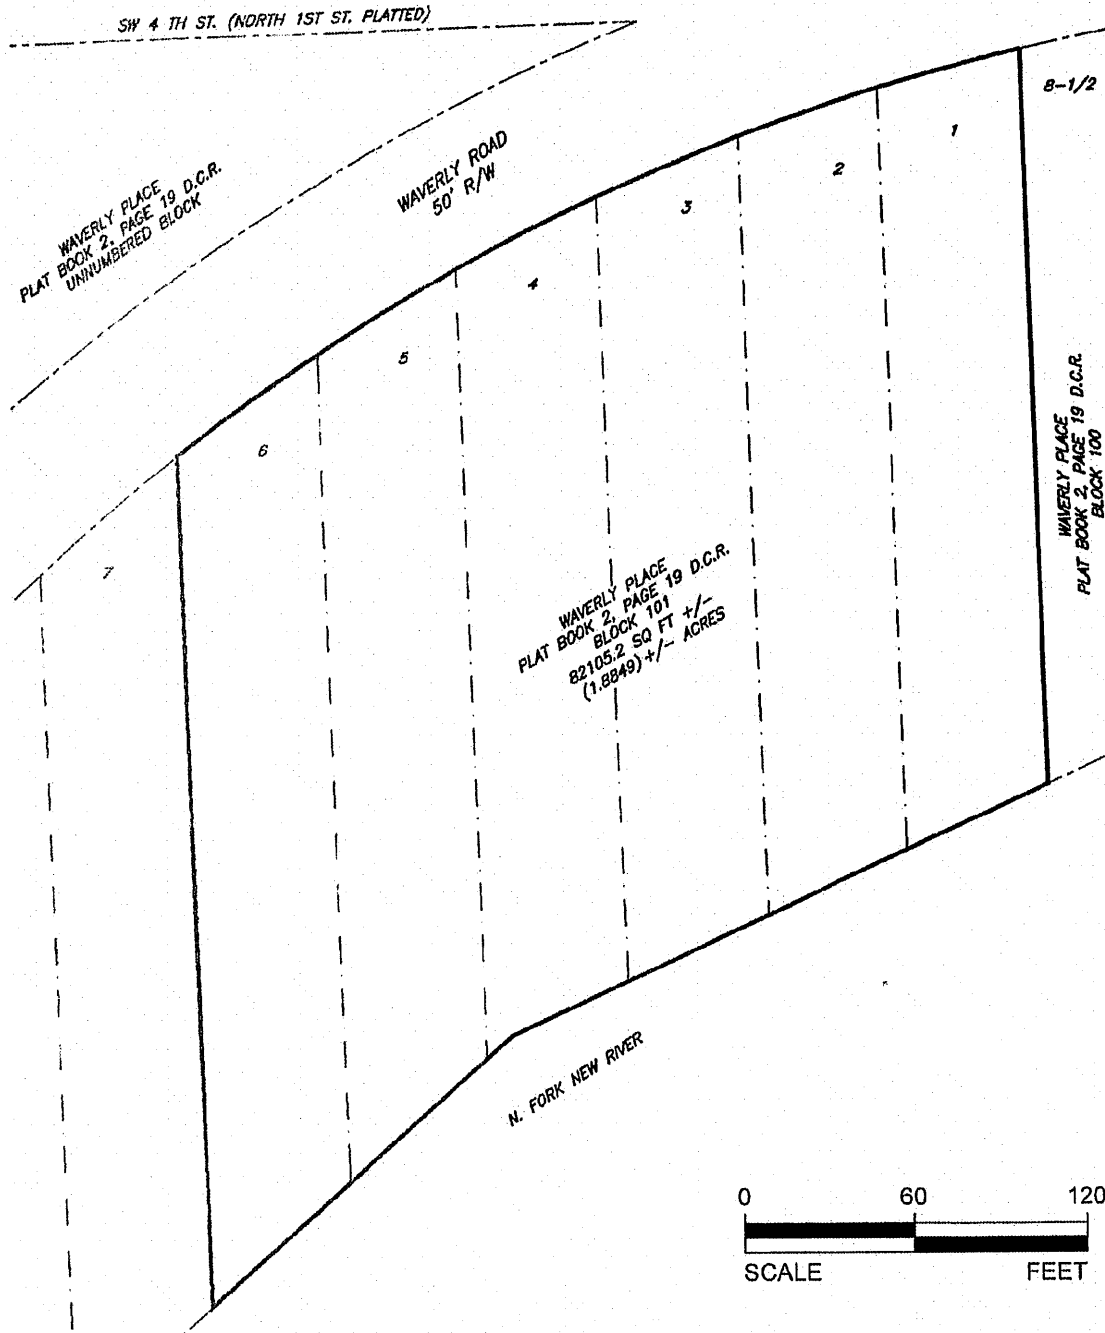 SW 4 TH ST. (NORTH 1ST ST. PLATTED)
8-1/2
1
WAVERLY ROAD
50' R/W
2
WAVERLY PLACE
PLAT BOOK 2, PAGE 19 D.C.R.
UNNUMBERED BLOCK
3
4
5
6
WAVERLY PLACE
PLAT BOOK 2, PAGE 19 D.C.R.
BLOCK 100
7
WAVERLY PLACE
PLAT BOOK 2, PAGE 19 D.C.R.
BLOCK 101
82105.2 SQ FT +/-
(1.8849) +/- ACRES
N. FORK NEW RIVER
0 60 120
SCALE FEET